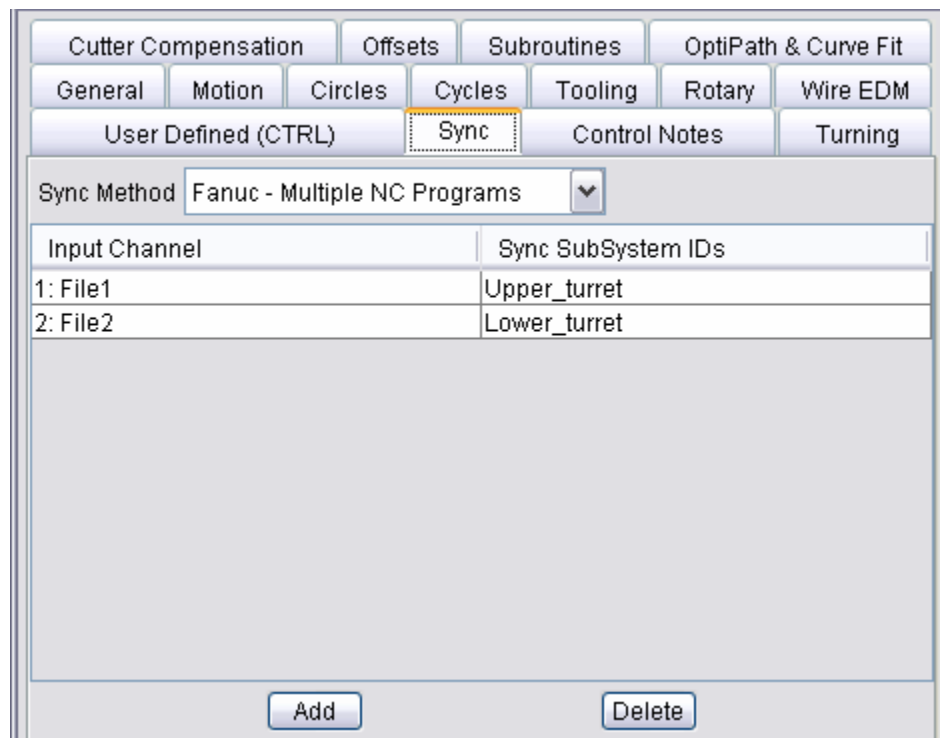 Cutter Compensation Offsets Subroutines OptiPath & Curve Fit
General Motion Circles Cycles Tooling Rotary Wire EDM
User Defined (CTRL) Sync Control Notes Turning
Sync Method Fanuc - Multiple NC Programs
Input Channel Sync SubSystem IDs
1: File1 Upper_turret
2: File2 Lower_turret
Add Delete